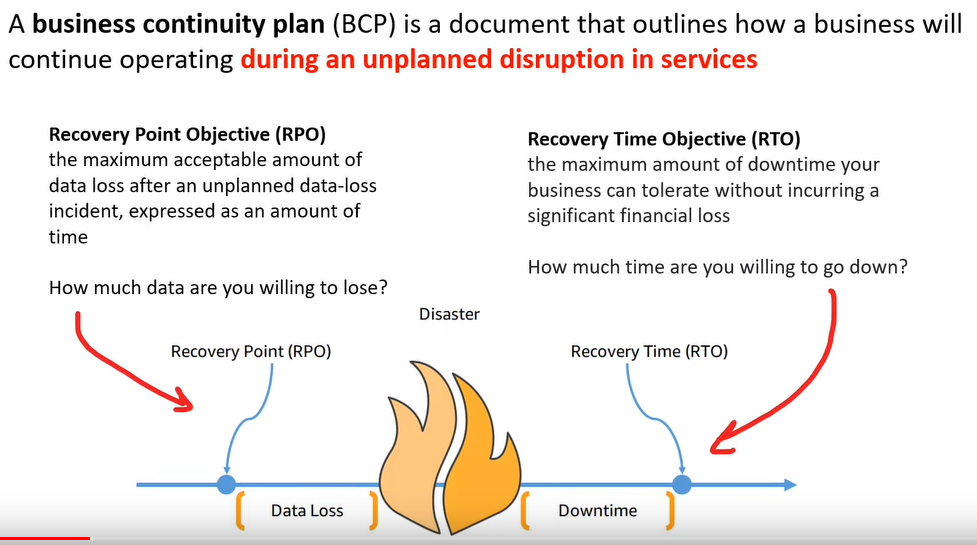 A business continuity plan (BCP) is a document that outlines how a business will
continue operating during an unplanned disruption in services
Recovery Point Objective (RPO)
the maximum acceptable amount of
data loss after an unplanned data-loss
incident, expressed as an amount of
time
How much data are you willing to lose?
Recovery Time Objective (RTO)
the maximum amount of downtime your
business can tolerate without incurring a
significant financial loss
How much time are you willing to go down?
Disaster
Recovery Point (RPO)
Recovery Time (RTO)
Data Loss
Downtime